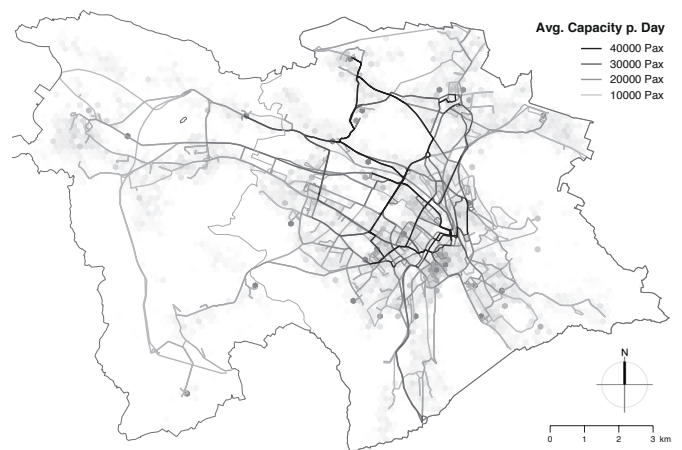 Avg. Capacity p. Day
40000 Pax
30000 Pax
20000 Pax
10000 Pax
N
0 1 2 3 km